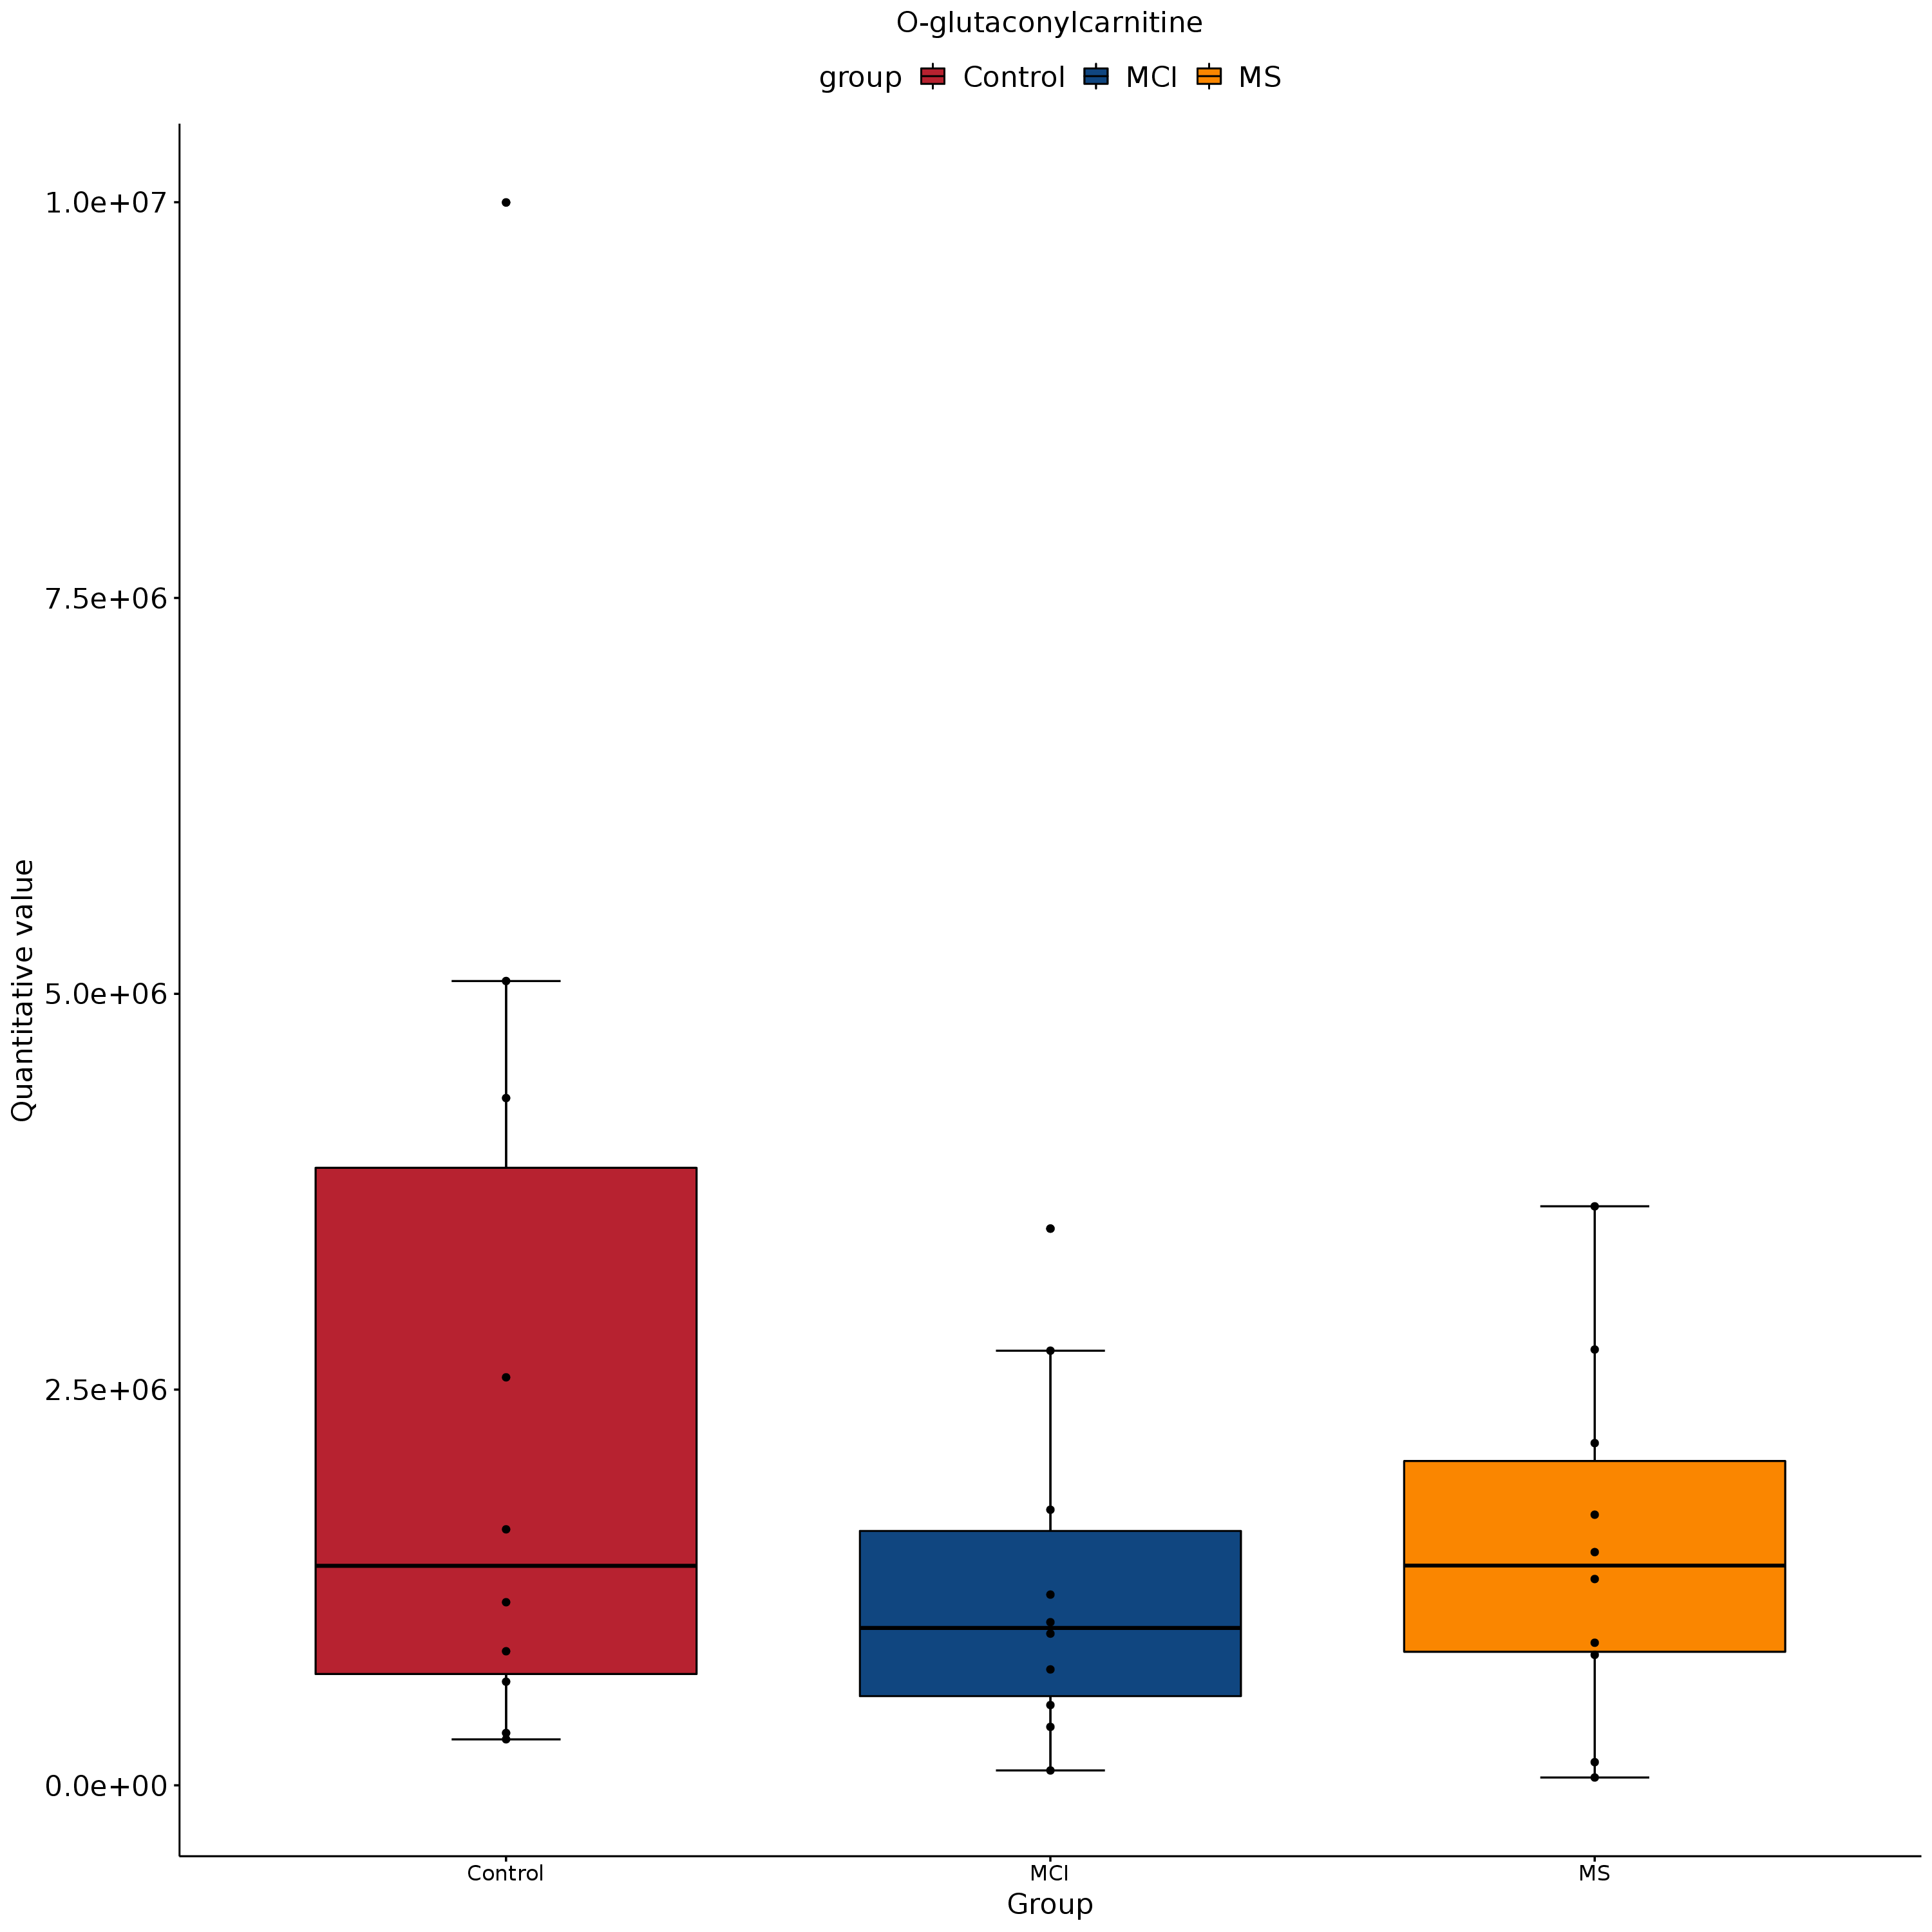 O-glutaconylcarnitine
group Control MCI MS
1.0e+07
7.5e+06
5.0e+06
2.5e+06
0.0e+00
Quantitative value
Control MCI MS
Group